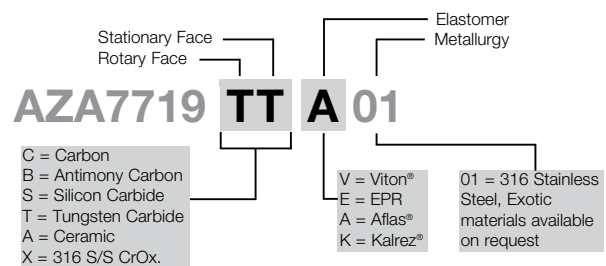 Stationary Face
Rotary Face
Elastomer
Metallurgy
AZA7719 TT A 01
C = Carbon
B = Antimony Carbon
S = Silicon Carbide
T = Tungsten Carbide
A = Ceramic
X = 316 S/S CrOx.
V = Viton®
E = EPR
A = Aflas®
K = Kalrez®
01 = 316 Stainless
Steel, Exotic
materials available
on request